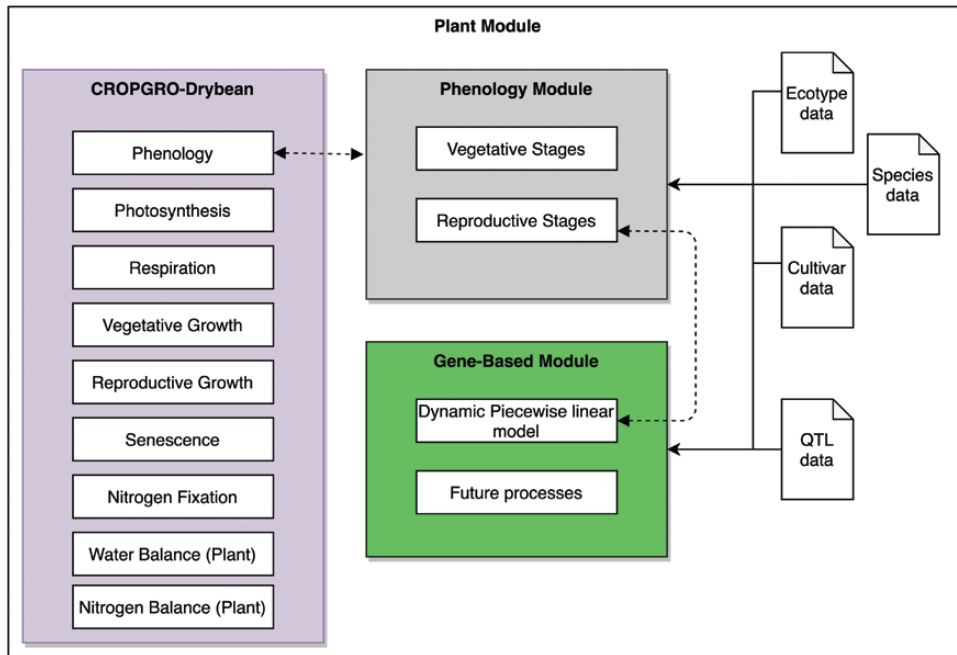 Plant Module
CROPGRO-Drybean
Phenology
Photosynthesis
Respiration
Vegetative Growth
Reproductive Growth
Senescence
Nitrogen Fixation
Water Balance (Plant)
Nitrogen Balance (Plant)
Phenology Module
Vegetative Stages
Reproductive Stages
Gene-Based Module
Dynamic Piecewise linear
model
Future processes
Ecotype
data
Species
data
Cultivar
data
QTL
data